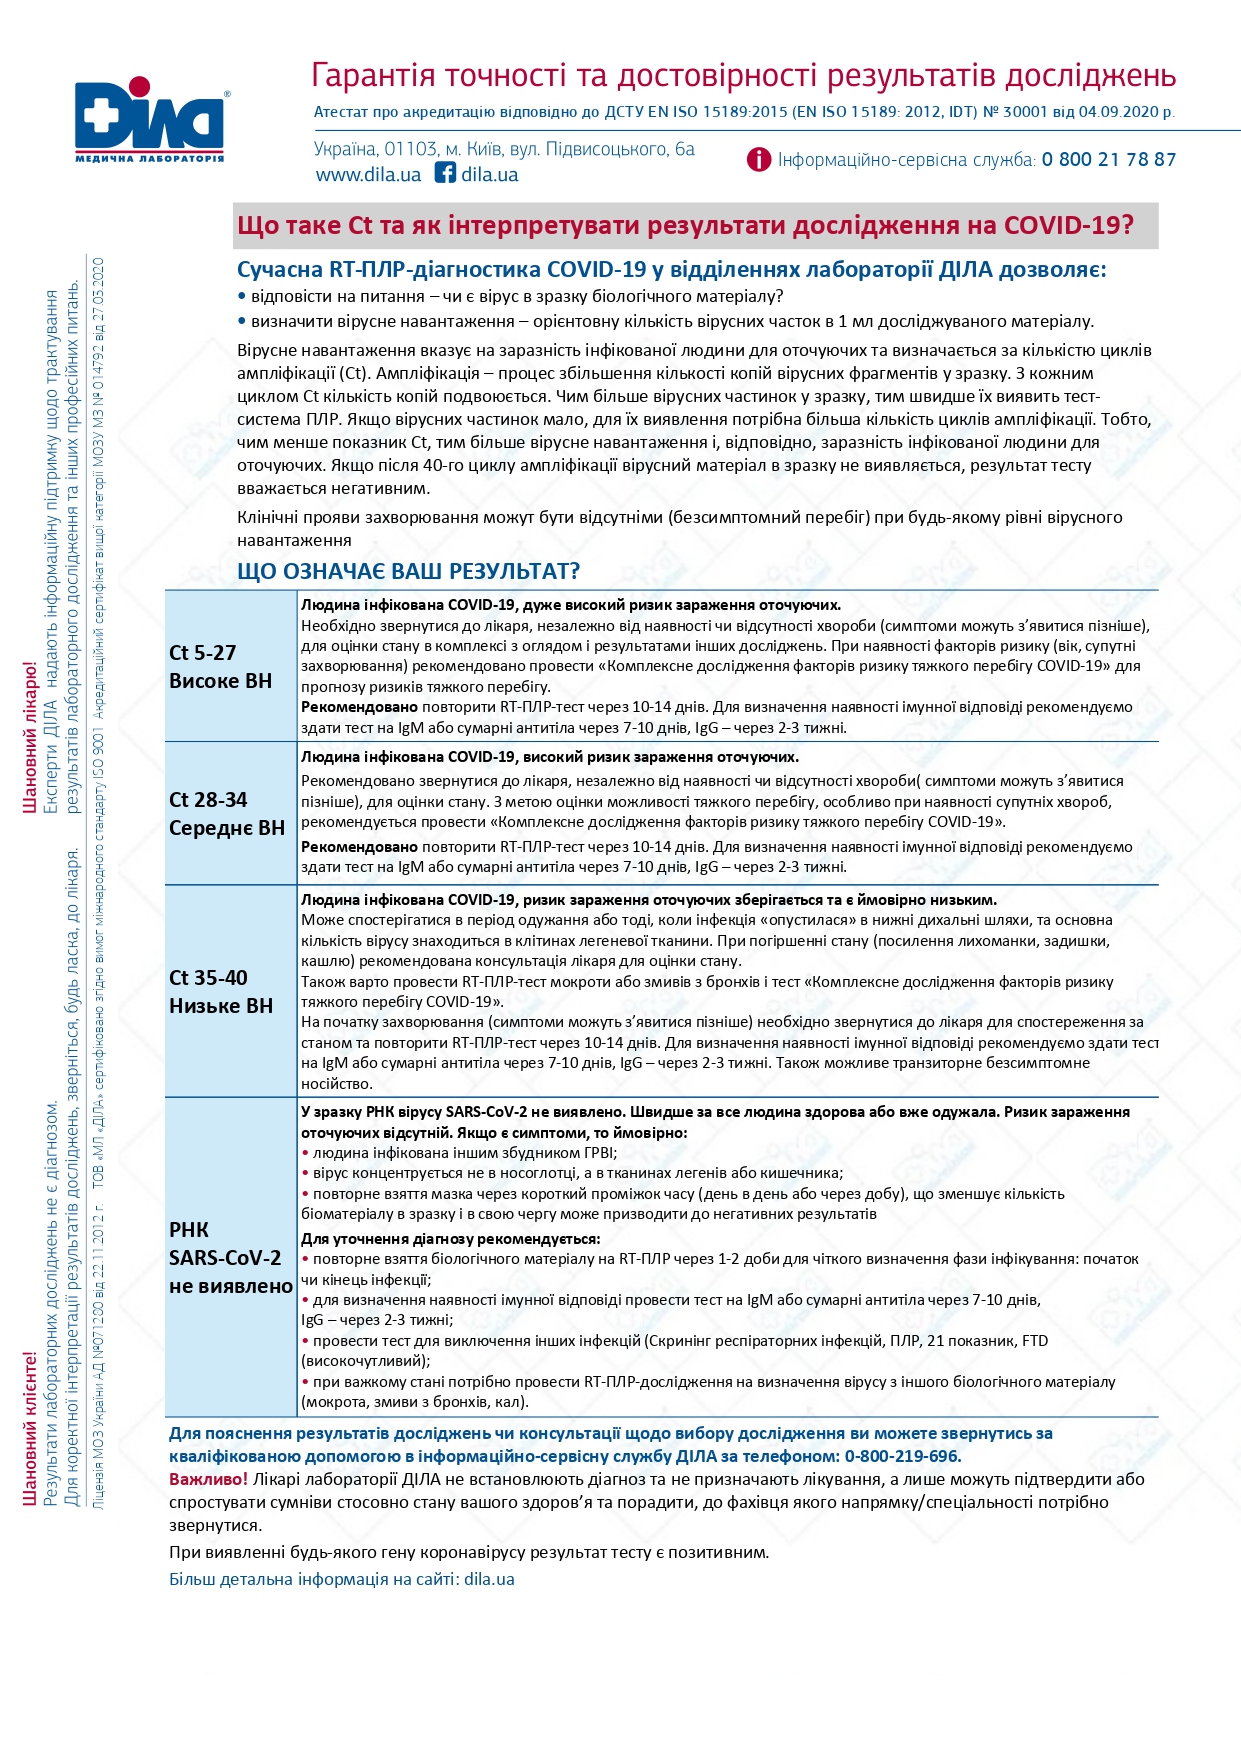 Гарантія точності та достовірності результатів досліджень
Діла®
МЕДИЧНА ЛАБОРАТОРІЯ
Атестат про акредитацію відповідно до ДСТУ EN ISO 15189:2015 (EN ISO 15189: 2012, IDT) № 30001 від 04.09.2020 р.
Україна, 01103, м. Київ, вул. Підвисоцького, 6а
www.dila.ua dila.ua
Інформаційно-сервісна служба: 0 800 21 78 87
Що таке Ct та як інтерпретувати результати дослідження на COVID-19?
Сучасна RT-ПЛР-діагностика COVID-19 у відділеннях лабораторії ДІЛА дозволяє:
• відповісти на питання – чи є вірус в зразку біологічного матеріалу?
• визначити вірусне навантаження – орієнтовну кількість вірусних часток в 1 мл досліджуваного матеріалу.
Вірусне навантаження вказує на заразність інфікованої людини для оточуючих та визначається за кількістю циклів
ампліфікації (Ct). Ампліфікація – процес збільшення кількості копій вірусних фрагментів у зразку. З кожним
циклом Ct кількість копій подвоюється. Чим більше вірусних частинок у зразку, тим швидше їх виявить тест-
система ПЛР. Якщо вірусних частинок мало, для їх виявлення потрібна більша кількість циклів ампліфікації. Тобто,
чим менше показник Ct, тим більше вірусне навантаження і, відповідно, заразність інфікованої людини для
оточуючих. Якщо після 40-го циклу ампліфікації вірусний матеріал в зразку не виявляється, результат тесту
вважається негативним.
Клінічні прояви захворювання можут бути відсутніми (безсимптомний перебіг) при будь-якому рівні вірусного
навантаження
ЩО ОЗНАЧАЄ ВАШ РЕЗУЛЬТАТ?
Ct 5-27
Високе ВН
Людина інфікована COVID-19, дуже високий ризик зараження оточуючих.
Необхідно звернутися до лікаря, незалежно від наявності чи відсутності хвороби (симптоми можуть з’явитися пізніше),
для оцінки стану в комплексі з оглядом і результатами інших досліджень. При наявності факторів ризику (вік, супутні
захворювання) рекомендовано провести «Комплексне дослідження факторів ризику тяжкого перебігу COVID-19» для
прогнозу ризиків тяжкого перебігу.
Рекомендовано повторити RT-ПЛР-тест через 10-14 днів. Для визначення наявності імунної відповіді рекомендуємо
здати тест на IgM або сумарні антитіла через 7-10 днів, IgG – через 2-3 тижні.
Ct 28-34
Середнє ВН
Людина інфікована COVID-19, високий ризик зараження оточуючих.
Рекомендовано звернутися до лікаря, незалежно від наявності чи відсутності хвороби( симптоми можуть з’явитися
пізніше), для оцінки стану. З метою оцінки можливості тяжкого перебігу, особливо при наявності супутніх хвороб,
рекомендується провести «Комплексне дослідження факторів ризику тяжкого перебігу COVID-19».
Рекомендовано повторити RT-ПЛР-тест через 10-14 днів. Для визначення наявності імунної відповіді рекомендуємо
здати тест на IgM або сумарні антитіла через 7-10 днів, IgG – через 2-3 тижні.
Ct 35-40
Низьке ВН
Людина інфікована COVID-19, ризик зараження оточуючих зберігається та є ймовірно низьким.
Може спостерігатися в період одужання або тоді, коли інфекція «опустилася» в нижні дихальні шляхи, та основна
кількість вірусу знаходиться в клітинах легеневої тканини. При погіршенні стану (посилення лихоманки, задишки,
кашлю) рекомендована консультація лікаря для оцінки стану.
Також варто провести RT-ПЛР-тест мокроти або змивів з бронхів і тест «Комплексне дослідження факторів ризику
тяжкого перебігу COVID-19».
На початку захворювання (симптоми можуть з’явитися пізніше) необхідно звернутися до лікаря для спостереження за
станом та повторити RT-ПЛР-тест через 10-14 днів. Для визначення наявності імунної відповіді рекомендуємо здати тест
на IgM або сумарні антитіла через 7-10 днів, IgG – через 2-3 тижні. Також можливе транзиторне безсимптомне
носійство.
РНК
SARS-CoV-2
не виявлено
У зразку РНК вірусу SARS-CoV-2 не виявлено. Швидше за все людина здорова або вже одужала. Ризик зараження
оточуючих відсутній. Якщо є симптоми, то ймовірно:
• людина інфікована іншим збудником ГРВІ;
• вірус концентрується не в носоглотці, а в тканинах легенів або кишечника;
• повторне взяття мазка через короткий проміжок часу (день в день або через добу), що зменшує кількість
біоматеріалу в зразку і в свою чергу може призводити до негативних результатів
Для уточнення діагнозу рекомендується:
• повторне взяття біологічного матеріалу на RT-ПЛР через 1-2 доби для чіткого визначення фази інфікування: початок
чи кінець інфекції;
• для визначення наявності імунної відповіді провести тест на IgM або сумарні антитіла через 7-10 днів,
IgG – через 2-3 тижні;
• провести тест для виключення інших інфекцій (Скринінг респіраторних інфекцій, ПЛР, 21 показник, FTD
(високочутливий);
• при важкому стані потрібно провести RT-ПЛР-дослідження на визначення вірусу з іншого біологічного матеріалу
(мокрота, змиви з бронхів, кал).
Для пояснення результатів досліджень чи консультації щодо вибору дослідження ви можете звернутись за
кваліфікованою допомогою в інформаційно-сервісну службу ДІЛА за телефоном: 0-800-219-696.
Важливо! Лікарі лабораторії ДІЛА не встановлюють діагноз та не призначають лікування, а лише можуть підтвердити або
спростувати сумніви стосовно стану вашого здоров’я та порадити, до фахівця якого напрямку/спеціальності потрібно
звернутися.
При виявленні будь-якого гену коронавірусу результат тесту є позитивним.
Більш детальна інформація на сайті: dila.ua
Шановний лікарю!
Експерти ДІЛА надають інформаційну підтримку щодо трактування
результатів лабораторного дослідження та інших професійних питань.
Шановний клієнте!
Результати лабораторних досліджень не є діагнозом.
Для коректної інтерпретації результатів досліджень, зверніться, будь ласка, до лікаря.
Ліцензія МОЗ України АД №071280 від 22.11 2012 г. ТОВ «МЛ «ДІЛА» сертифіковано згідно вимог міжнародного стандарту ISO 9001 Акредитаційний сертифікат вищої категорії МОЗУ МЗ № 014792 від 27.03.2020